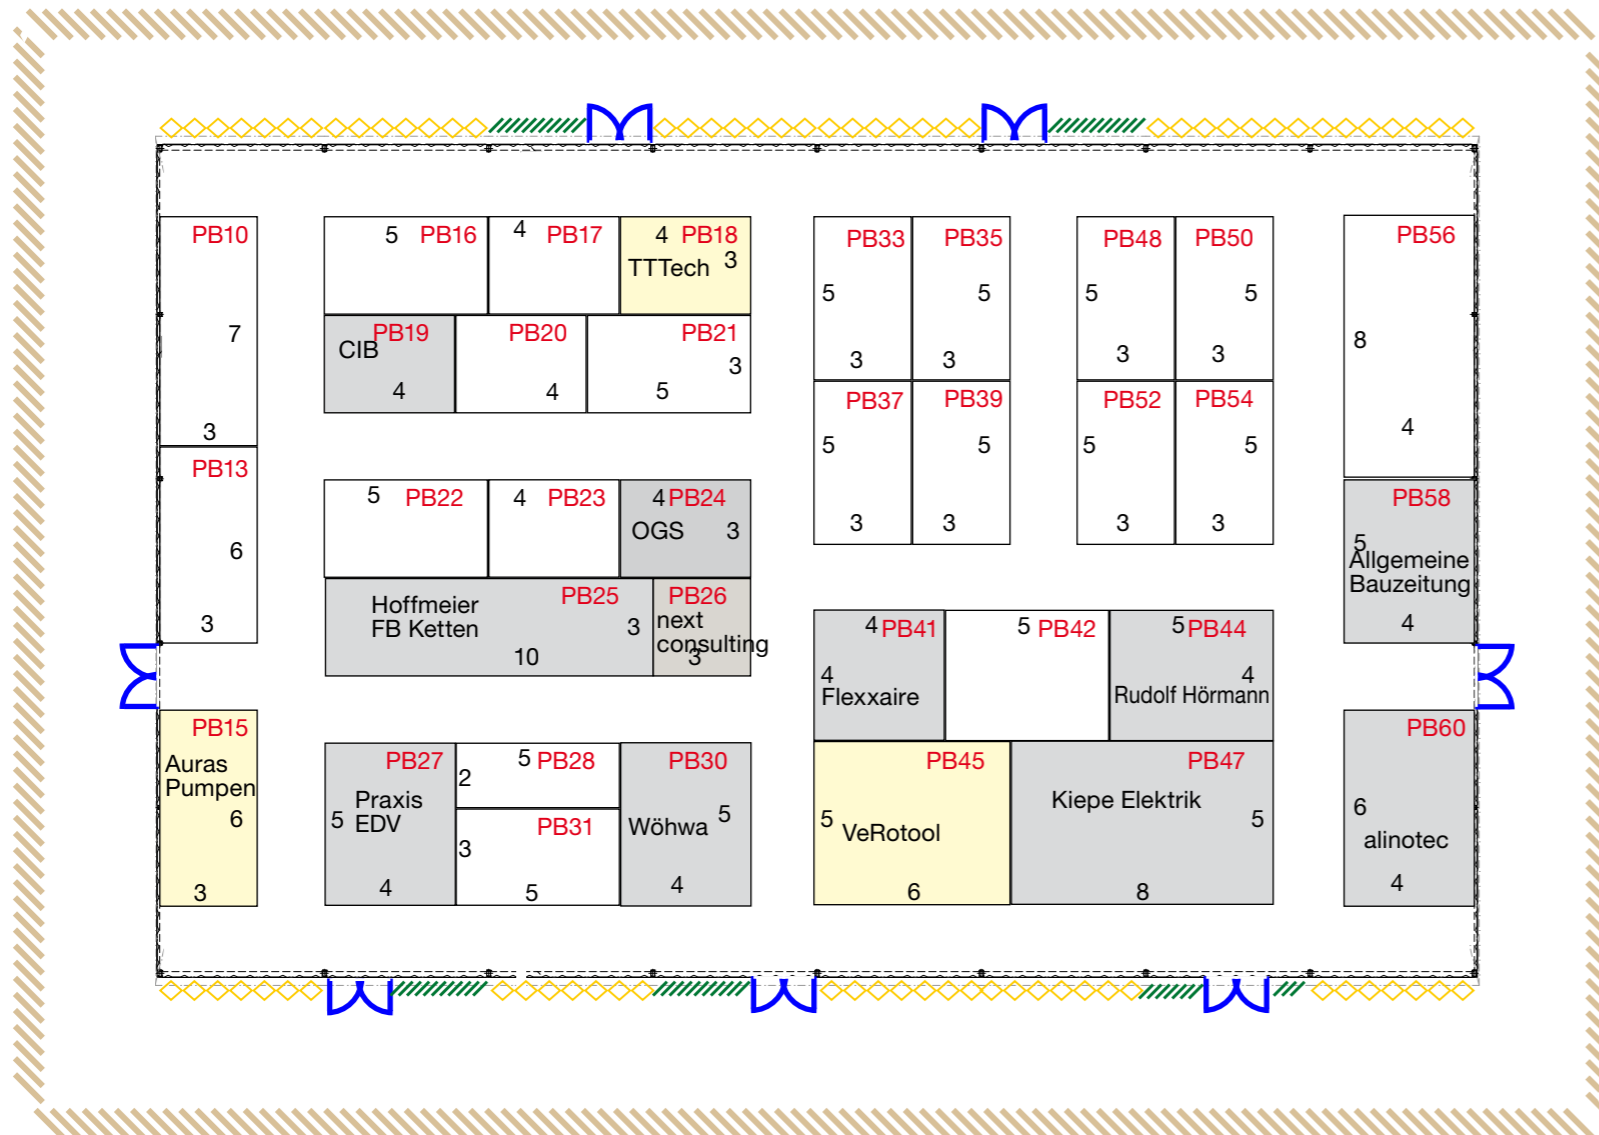 PB10
7
3
PB13
6
3
PB15
Auras
Pumpen
6
3
5 PB16
4 PB17
4 PB18
TTTech 3
PB19
CIB
4
PB20
4
PB21
3
5
5 PB22
4 PB23
4 PB24
OGS 3
PB25
Hoffmeier
FB Ketten 3
10
PB26
next
consulting
3
PB27
Praxis
5 EDV
4
5 PB28
2
PB31
3
5
PB30
5
Wöhwa
4
PB33
5
3
PB35
5
3
PB37
5
3
PB39
5
3
4 PB41
4
Flexxaire
5 PB42
5 PB44
4
Rudolf Hörmann
PB45
5 VeRotool
6
PB47
Kiepe Elektrik
5
8
PB48
5
3
PB50
5
3
PB52
5
3
PB54
5
3
PB56
8
4
PB58
5
Allgemeine
Bauzeitung
4
PB60
6
alinotec
4